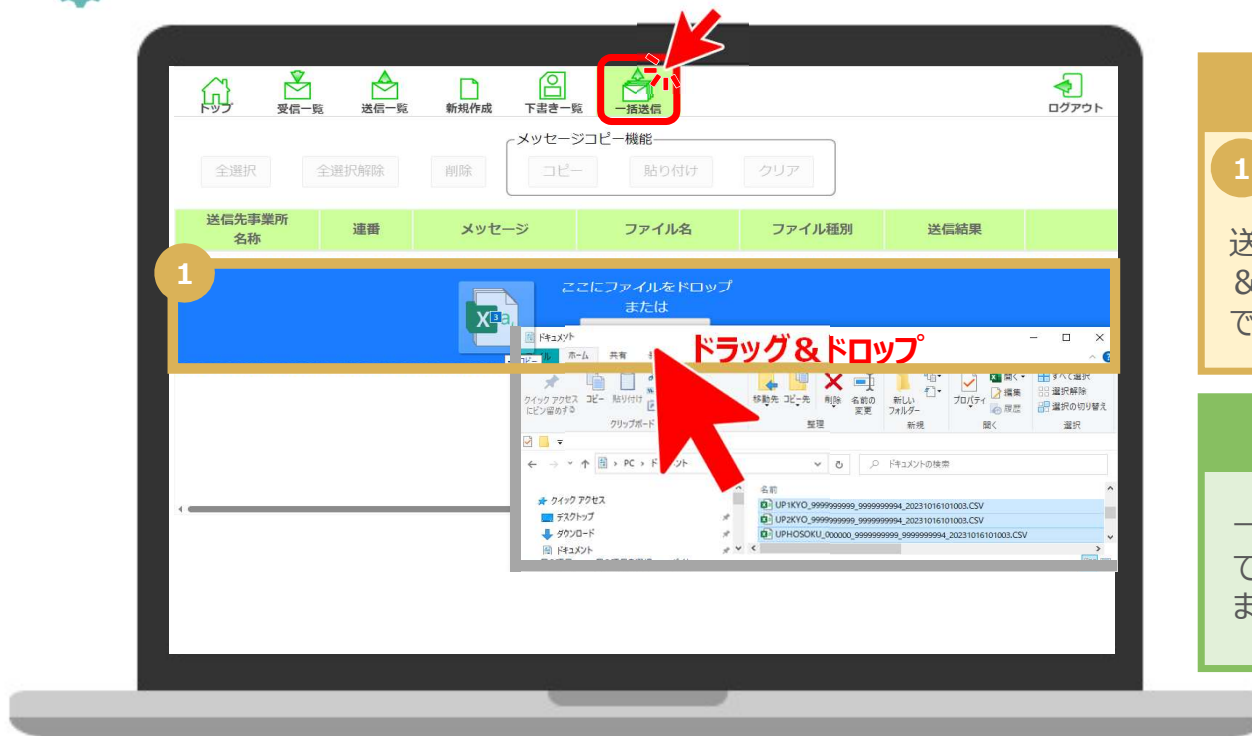 トップ
受信一覧
送信一覧
新規作成
下書き一覧
一括送信
ログアウト
メッセージコピー機能
全選択
全選択解除
削除
コピー
貼り付け
クリア
送信先事業所
名称
連番
メッセージ
ファイル名
ファイル種別
送信結果
1
ここにファイルをドロップ
または
ドラッグ&ドロップ
ドキュメント
ホーム
共有
クイック アクセス
にピン留めする
コピー
貼り付け
クリップボード
移動先
コピー先
削除
名前の
変更
整理
新しい
フォルダー
新規
プロパティ
開く
編集
履歴
開く
すべて選択
選択解除
選択の切り替え
選択
PC
ドキュメントの検索
クイック アクセス
デスクトップ
ダウンロード
ドキュメント
名前
UP1KYO_9999999999_9999999994_20231016101003.CSV
UP2KYO_9999999999_9999999994_20231016101003.CSV
UPHOSOKU_000000_9999999999_9999999994_20231016101003.CSV
1
送
&
で
一
て
ま